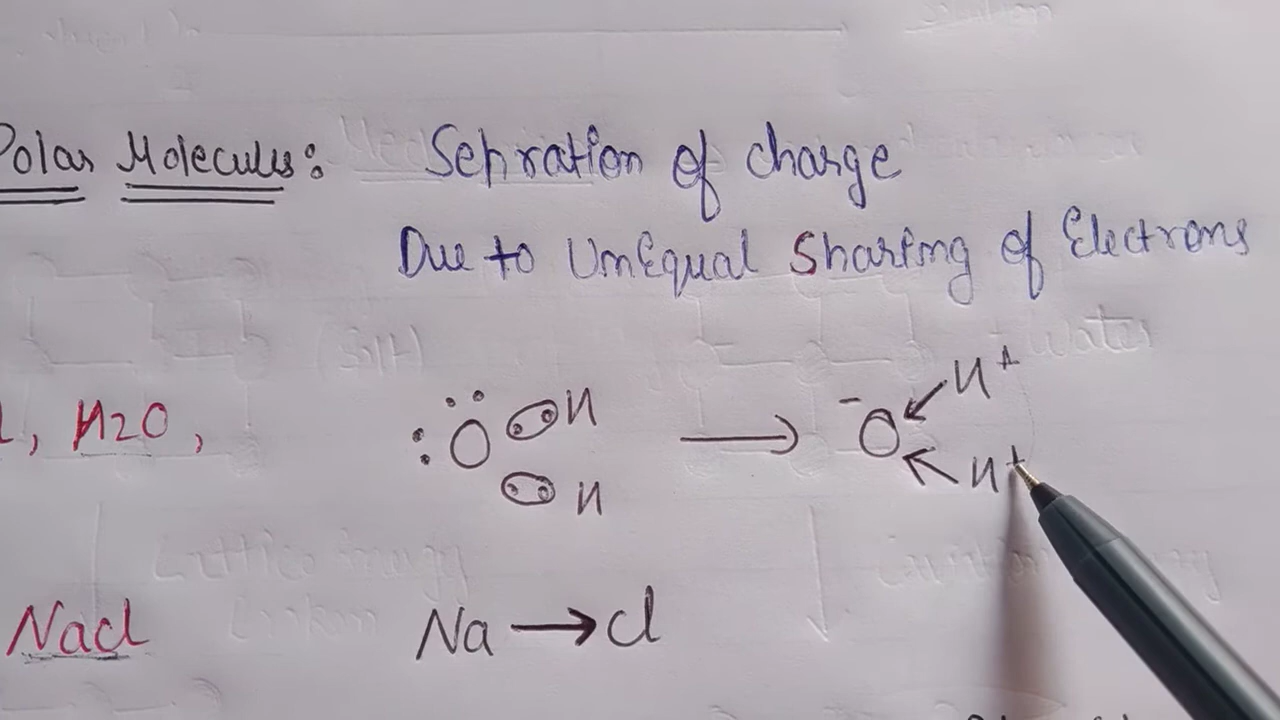 Polar Molecules: Sepration of charge
Due to UnEqual Sharing of Electrons
H2O, O H H → - O H+ H+
NaCl Na → Cl